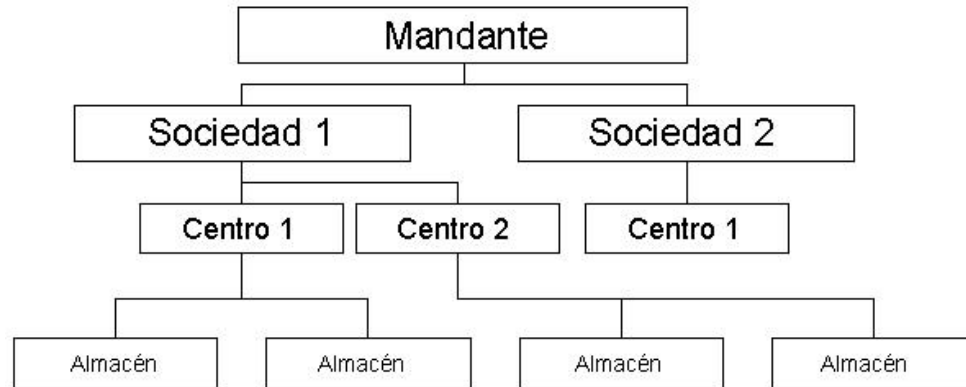 Mandante
Sociedad 1
Sociedad 2
Centro 1
Centro 2
Centro 1
Almacén
Almacén
Almacén
Almacén